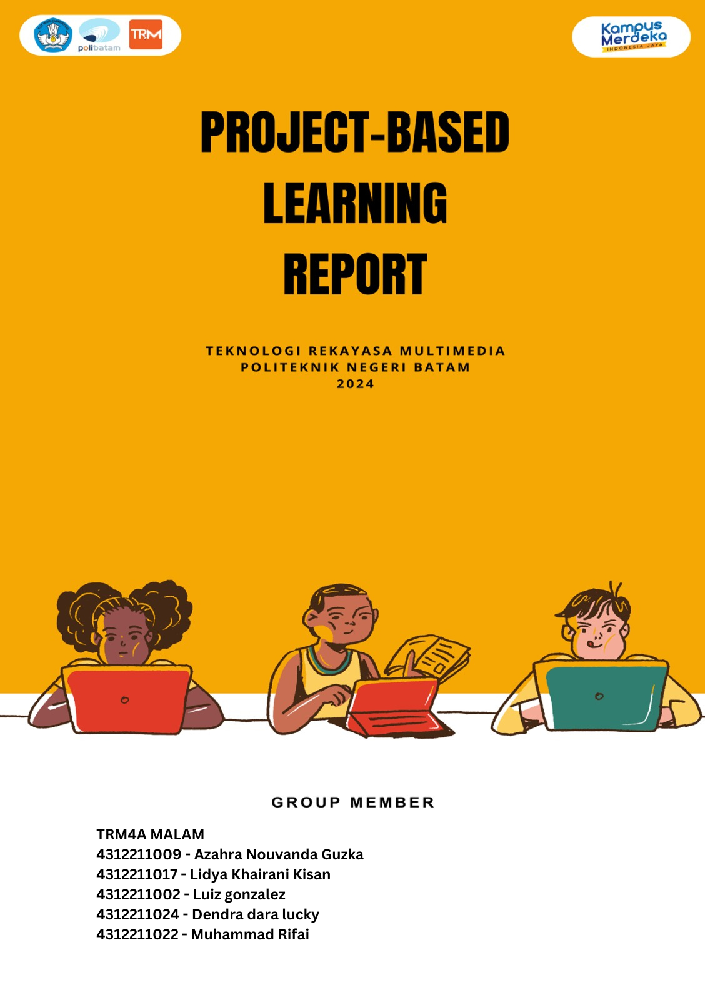 polibatam
TRM
Kampus
Merdeka
INDONESIA JAYA
PROJECT-BASED
LEARNING
REPORT
TEKNOLOGI REKAYASA MULTIMEDIA
POLITEKNIK NEGERI BATAM
2024
GROUP MEMBER
TRM4A MALAM
4312211009 - Azahra Nouvanda Guzka
4312211017 - Lidya Khairani Kisan
4312211002 - Luiz gonzalez
4312211024 - Dendra dara lucky
4312211022 - Muhammad Rifai